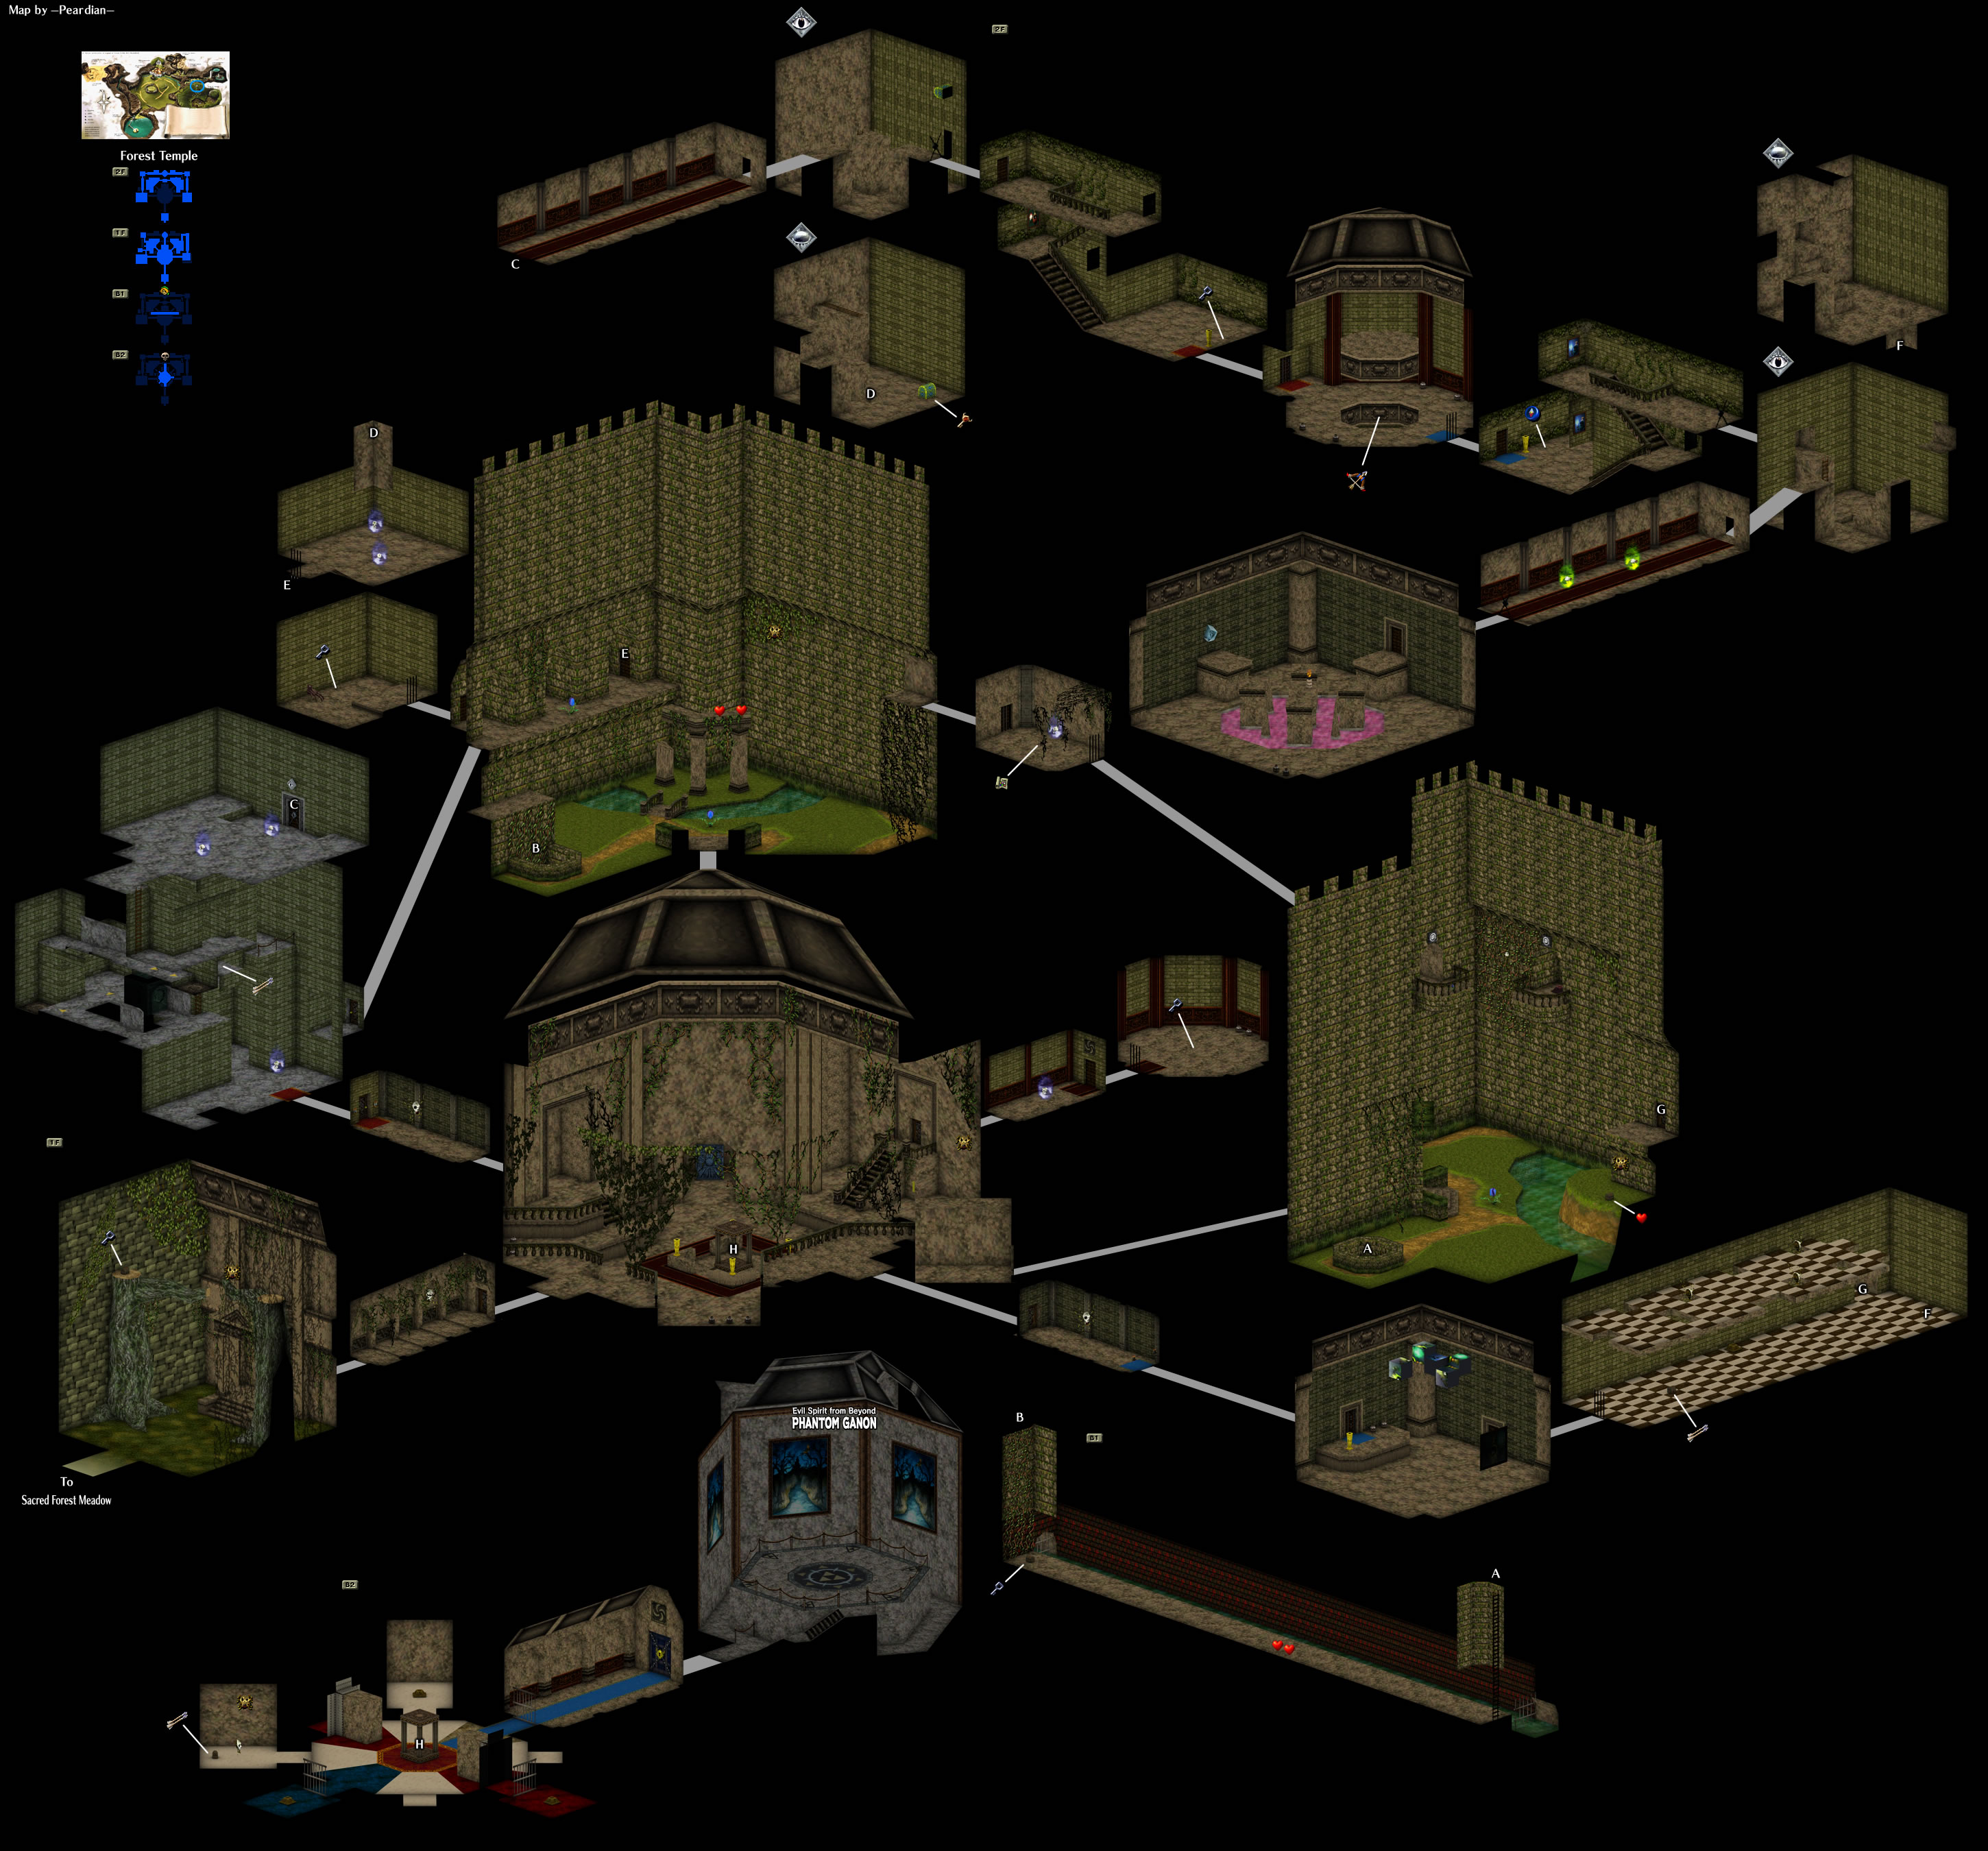 Map by —Peardian—
2F
Forest Temple
2F
1F
B1
B2
C
F
D
D
E
E
C
B
G
1F
H
A
G
F
Evil Spirit from Beyond
PHANTOM GANON
B
B1
To
Sacred Forest Meadow
A
B2
H